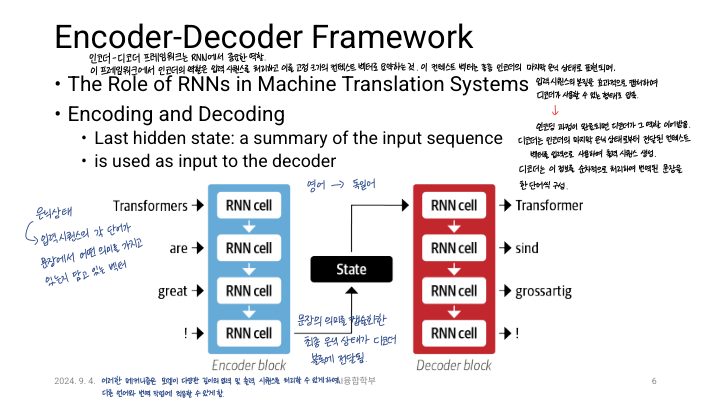 Encoder-Decoder Framework
인코더-디코더 프레임워크는 RNN에서 중요한 역할.
이 프레임워크에서 인코더의 역할은 입력 시퀀스를 처리하고 이를 고정 크기의 컨텍스트 벡터로 요약하는 것. 이 컨텍스트 벡터는 종종 인코더의 마지막 은닉 상태로 표현되며,
• The Role of RNNs in Machine Translation Systems
입력 시퀀스의 본질을 효과적으로 캡처하여
디코더가 사용할 수 있는 형태로 압축.
• Encoding and Decoding
인코딩 과정이 완료되면 디코더가 그 역할 이어받음.
• Last hidden state: a summary of the input sequence
디코더는 인코더의 마지막 은닉 상태로부터 전달된 컨텍스트
벡터를 입력으로 사용하여 출력 시퀀스 생성.
• is used as input to the decoder
디코더는 이 정보를 순차적으로 처리하여 번역된 문장을
한 단어씩 구성.
영어 → 독일어
은닉상태
입력 시퀀스의 각 단어가
문장에서 어떤 의미를 가지고
있는지 담고 있는 벡터
Transformers
RNN cell
RNN cell
Transformer
are
RNN cell
RNN cell
sind
State
great
RNN cell
RNN cell
grossartig
!
RNN cell
RNN cell
!
문장의 의미를 캡슐화한
최종 은닉 상태가 디코더
블록에 전달됨.
Encoder block
Decoder block
2024. 9. 4.
이러한 메커니즘은 모델이 다양한 길이의 입력 및 출력 시퀀스를 처리할 수 있게 하여,
다른 언어와 번역 작업에 적응할 수 있게 함.
AI융합학부
6